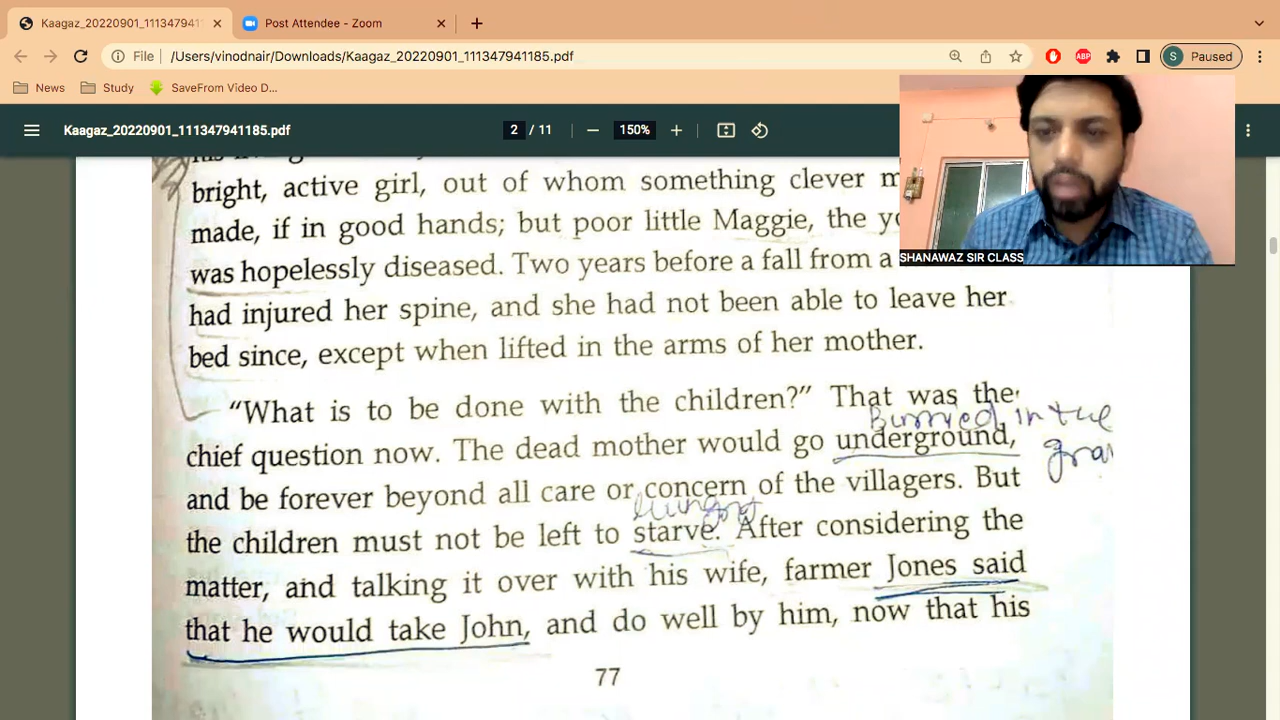 Kaagaz_20220901_1113479411
Post Attendee - Zoom
File
/Users/vinodnair/Downloads/Kaagaz_20220901_111347941185.pdf
ABP
S
Paused
News
Study
SaveFrom Video D...
Kaagaz_20220901_111347941185.pdf
2 / 11
150%
SHANAWAZ SIR CLASS
bright, active girl, out of whom something clever m
made, if in good hands; but poor little Maggie, the yo
was hopelessly diseased. Two years before a fall from a
had injured her spine, and she had not been able to leave her
bed since, except when lifted in the arms of her mother.
"What is to be done with the children?" That was the
Burried in the
chief question now. The dead mother would go underground,
gra
and be forever beyond all care or concern of the villagers. But
the children must not be left to starve. After considering the
matter, and talking it over with his wife, farmer Jones said
that he would take John, and do well by him, now that his
77